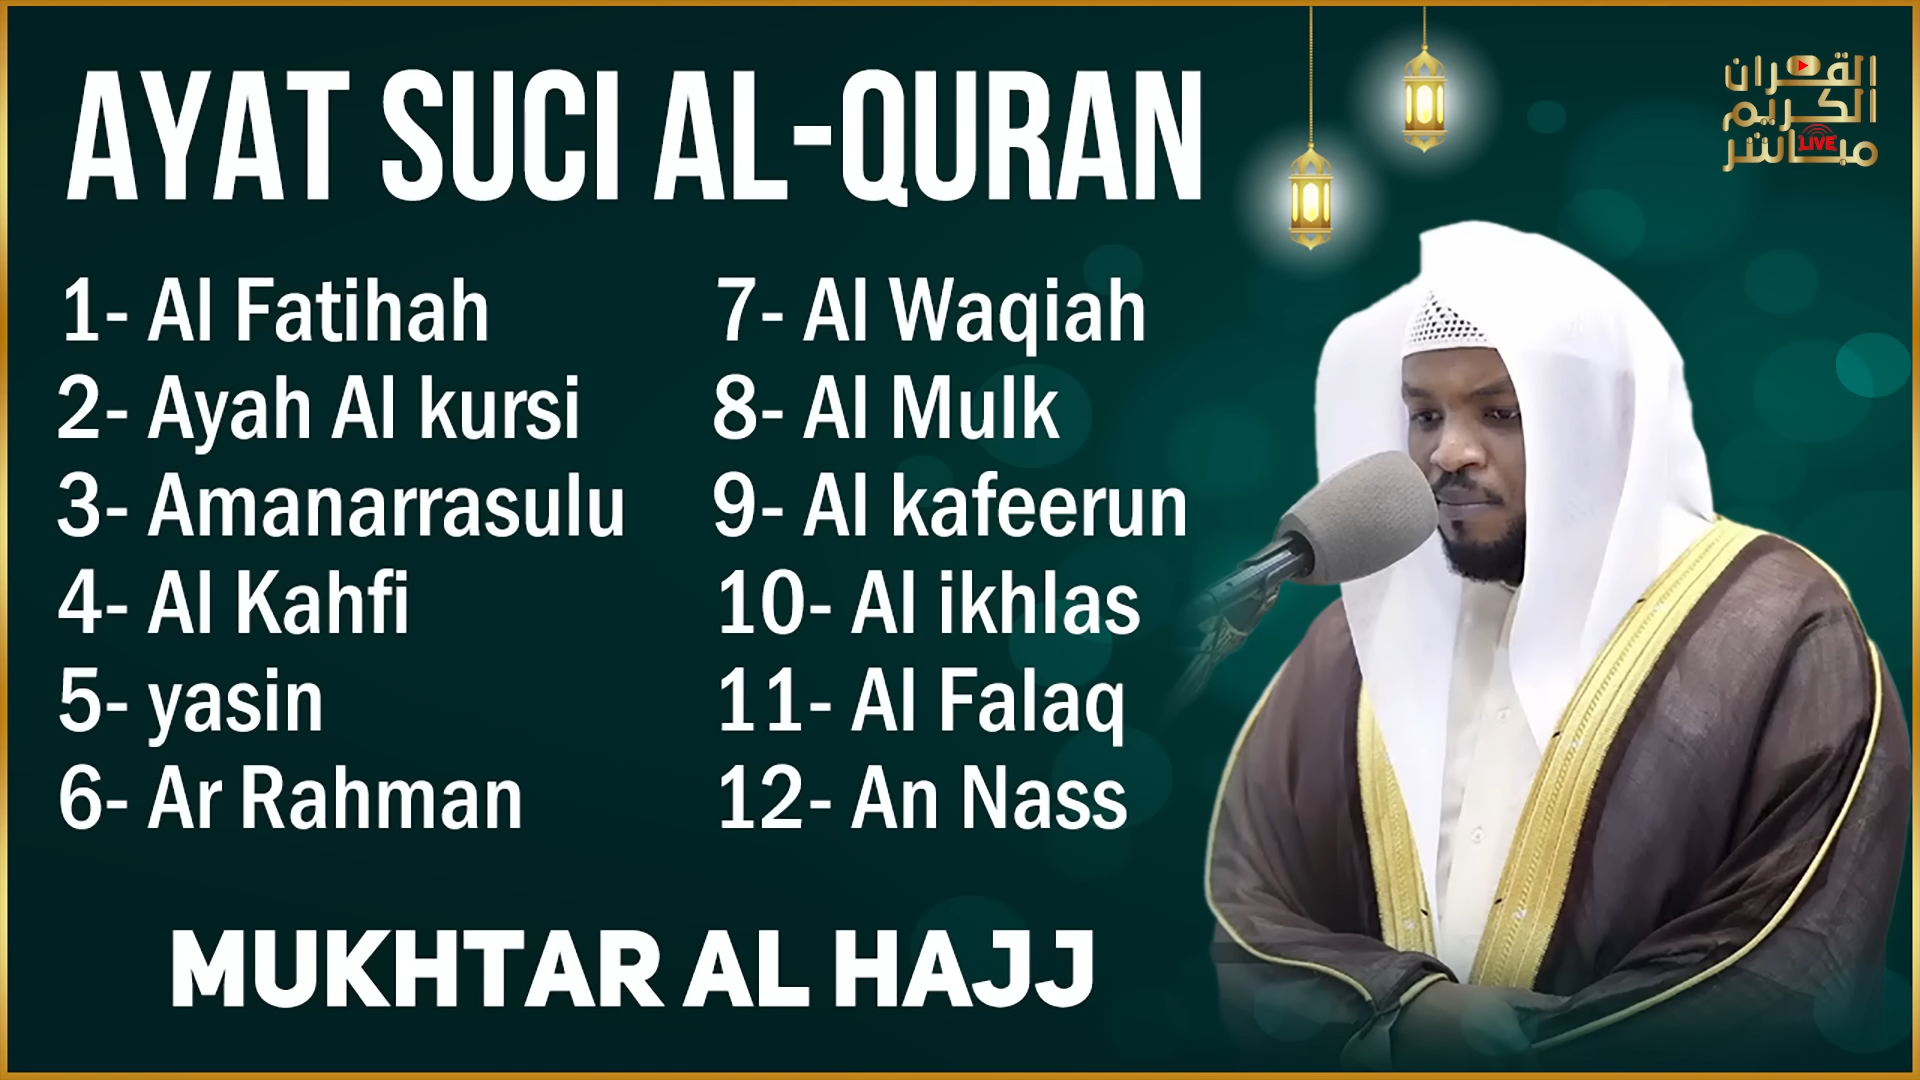 AYAT SUCI AL-QURAN
1- Al Fatihah
2- Ayah Al kursi
3- Amanarrasulu
4- Al Kahfi
5- yasin
6- Ar Rahman
7- Al Waqiah
8- Al Mulk
9- Al kafeerun
10- Al ikhlas
11- Al Falaq
12- An Nass
MUKHTAR AL HAJJ
القران
الكريم
مباشر
LIVE